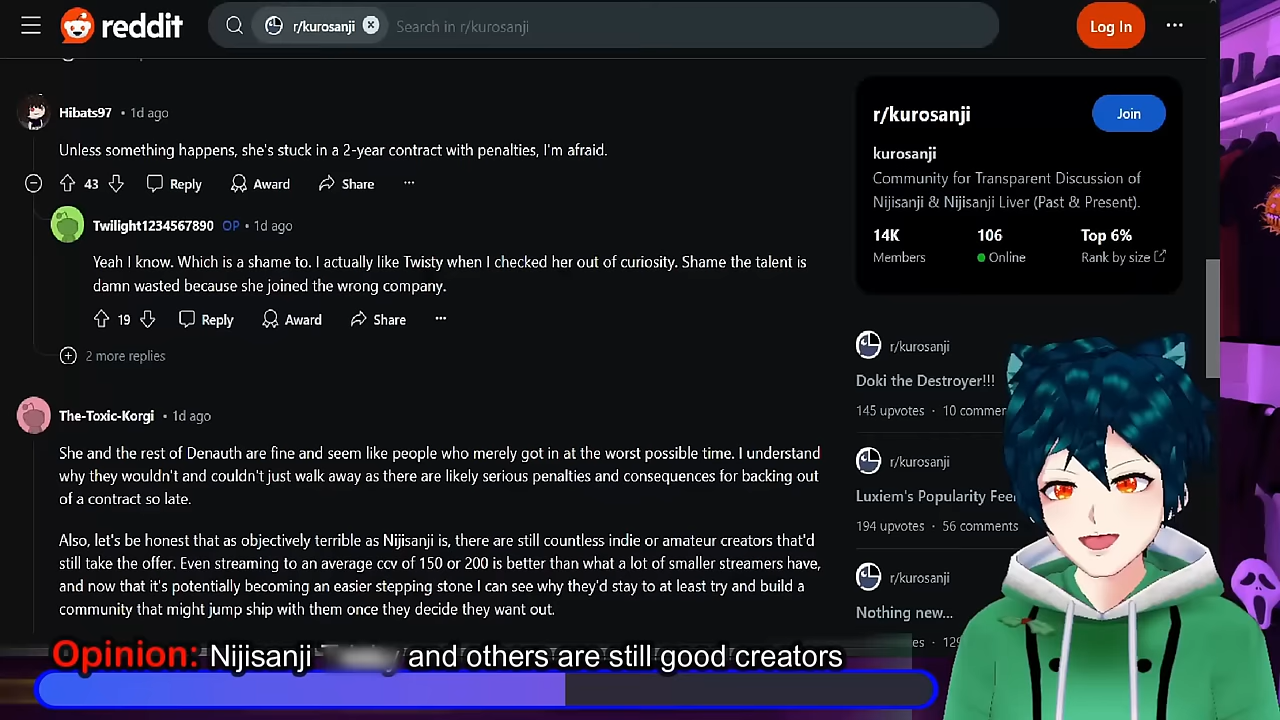 reddit
r/kurosanji
Search in r/kurosanji
Log In
Hibats97 • 1d ago
Unless something happens, she's stuck in a 2-year contract with penalties, I'm afraid.
43 Reply Award Share
Twilight1234567890 OP • 1d ago
Yeah I know. Which is a shame to. I actually like Twisty when I checked her out of curiosity. Shame the talent is
damn wasted because she joined the wrong company.
19 Reply Award Share
2 more replies
The-Toxic-Korgi • 1d ago
She and the rest of Denauth are fine and seem like people who merely got in at the worst possible time. I understand
why they wouldn't and couldn't just walk away as there are likely serious penalties and consequences for backing out
of a contract so late.
Also, let's be honest that as objectively terrible as Nijisanji is, there are still countless indie or amateur creators that'd
still take the offer. Even streaming to an average ccv of 150 or 200 is better than what a lot of smaller streamers have,
and now that it's potentially becoming an easier stepping stone I can see why they'd stay to at least try and build a
community that might jump ship with them once they decide they want out.
r/kurosanji
Join
kurosanji
Community for Transparent Discussion of
Nijisanji & Nijisanji Liver (Past & Present).
14K 106 Top 6%
Members Online Rank by size
r/kurosanji
Doki the Destroyer!!!
145 upvotes · 10 commen
r/kurosanji
Luxiem's Popularity Feel
194 upvotes · 56 comments
r/kurosanji
Nothing new...
Opinion: Nijisanji and others are still good creators